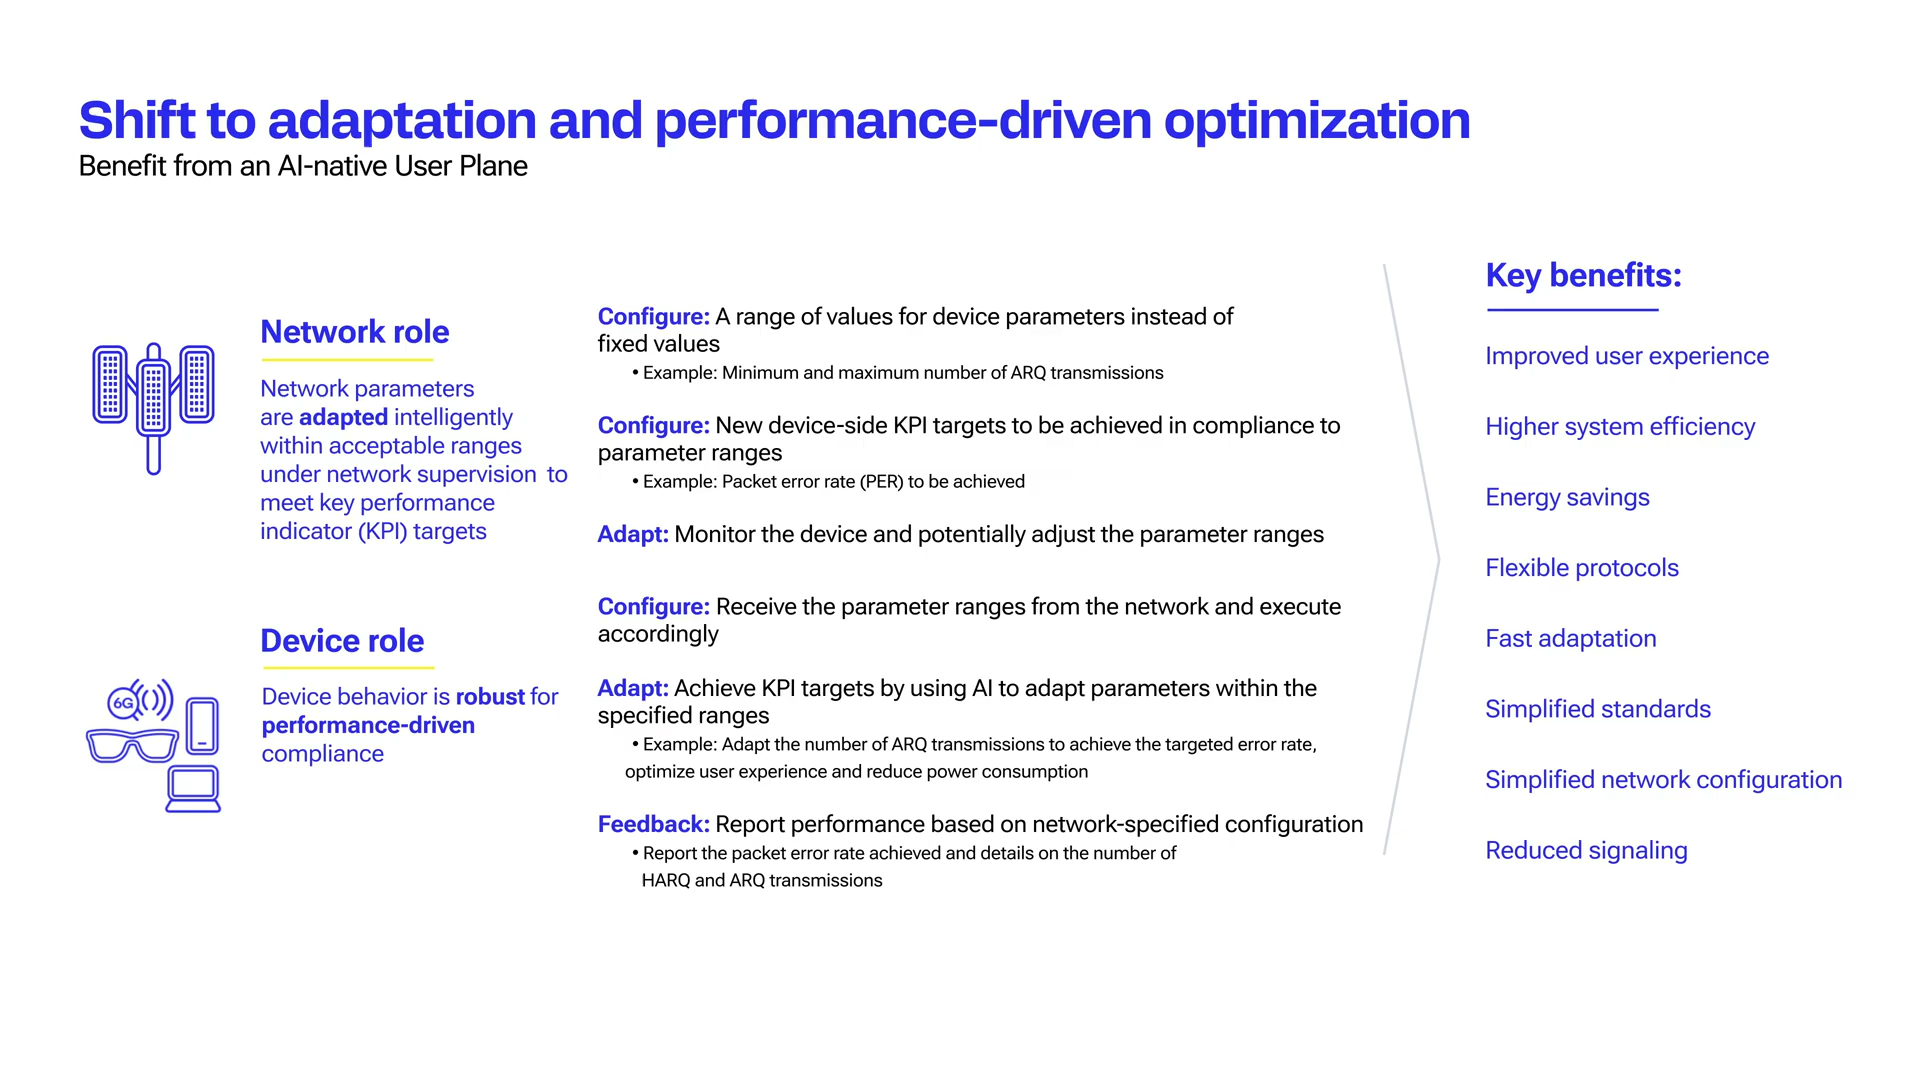 Shift to adaptation and performance-driven optimization
Benefit from an AI-native User Plane
Network role
Network parameters
are adapted intelligently
within acceptable ranges
under network supervision to
meet key performance
indicator (KPI) targets
Configure: A range of values for device parameters instead of
fixed values
• Example: Minimum and maximum number of ARQ transmissions
Configure: New device-side KPI targets to be achieved in compliance to
parameter ranges
• Example: Packet error rate (PER) to be achieved
Adapt: Monitor the device and potentially adjust the parameter ranges
6G
Device role
Device behavior is robust for
performance-driven
compliance
Configure: Receive the parameter ranges from the network and execute
accordingly
Adapt: Achieve KPI targets by using AI to adapt parameters within the
specified ranges
• Example: Adapt the number of ARQ transmissions to achieve the targeted error rate,
optimize user experience and reduce power consumption
Feedback: Report performance based on network-specified configuration
• Report the packet error rate achieved and details on the number of
HARQ and ARQ transmissions
Key benefits:
Improved user experience
Higher system efficiency
Energy savings
Flexible protocols
Fast adaptation
Simplified standards
Simplified network configuration
Reduced signaling